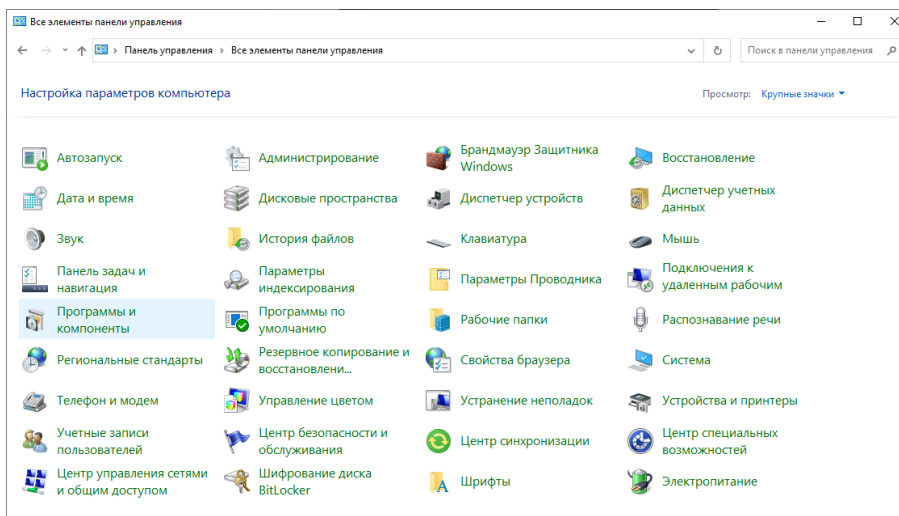 Все элементы панели управления
Панель управления › Все элементы панели управления
Поиск в панели управления
Настройка параметров компьютера
Просмотр: Крупные значки
Автозапуск
Администрирование
Брандмауэр Защитника
Windows
Восстановление
Дата и время
Дисковые пространства
Диспетчер устройств
Диспетчер учетных
данных
Звук
История файлов
Клавиатура
Мышь
Панель задач и
навигация
Параметры
индексирования
Параметры Проводника
Подключения к
удаленным рабочим
Программы и
компоненты
Программы по
умолчанию
Рабочие папки
Распознавание речи
Региональные стандарты
Резервное копирование и
восстановлени...
Свойства браузера
Система
Телефон и модем
Управление цветом
Устранение неполадок
Устройства и принтеры
Учетные записи
пользователей
Центр безопасности и
обслуживания
Центр синхронизации
Центр специальных
возможностей
Центр управления сетями
и общим доступом
Шифрование диска
BitLocker
Шрифты
Электропитание